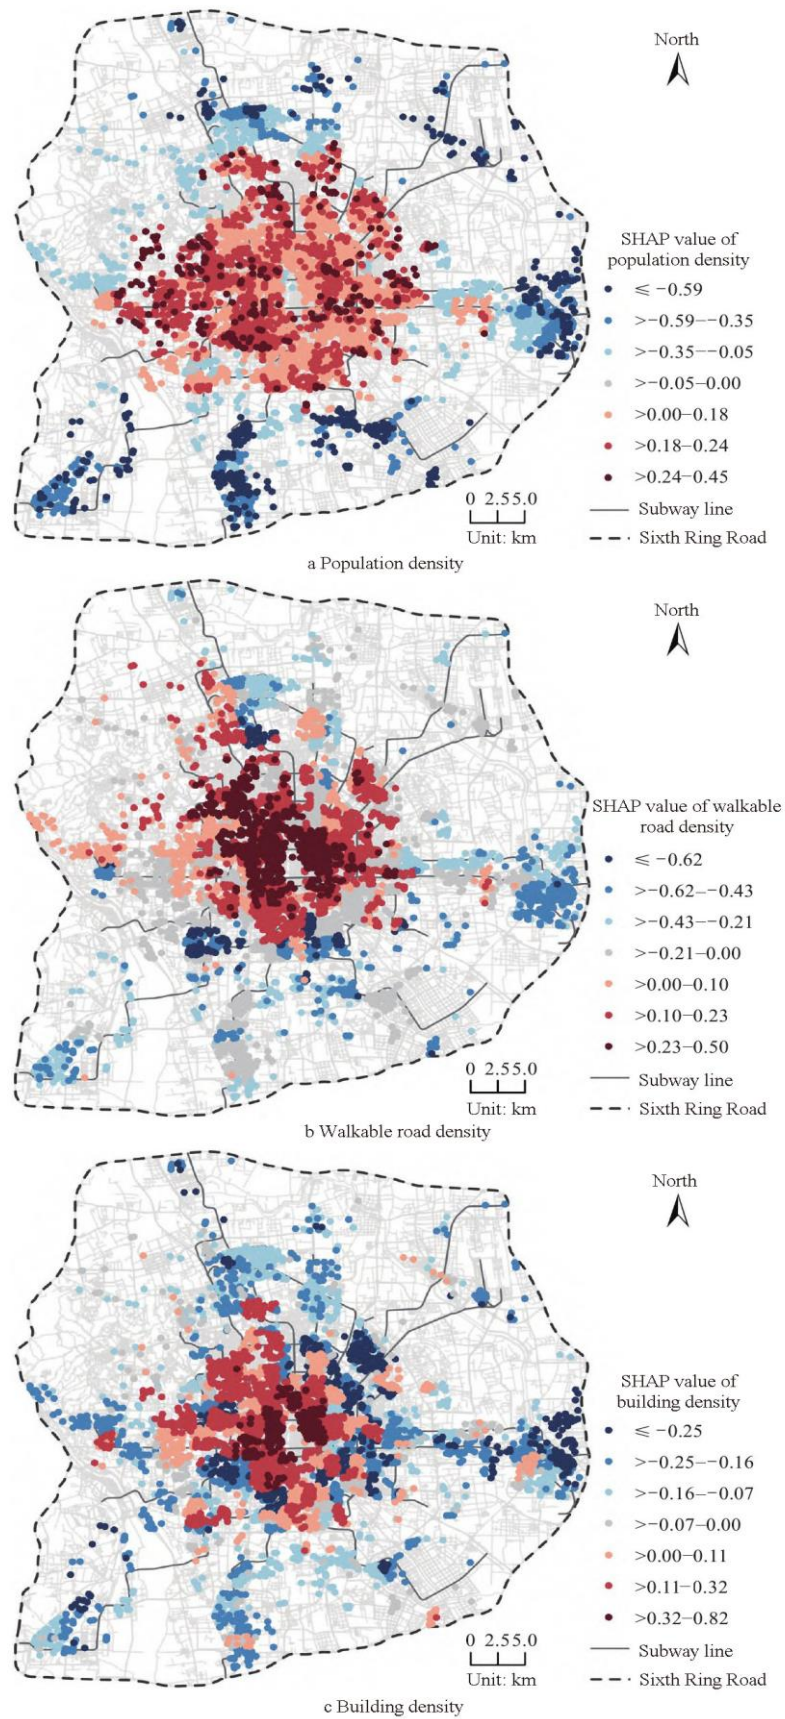 North
SHAP value of
population density
≤ −0.59
>−0.59–−0.35
>−0.35–−0.05
>−0.05–0.00
>0.00–0.18
>0.18–0.24
>0.24–0.45
0 2.55.0
Subway line
Unit: km
Sixth Ring Road
a Population density
North
SHAP value of walkable
road density
≤ −0.62
>−0.62–−0.43
>−0.43–−0.21
>−0.21–0.00
>0.00–0.10
>0.10–0.23
>0.23–0.50
0 2.55.0
Subway line
Unit: km
Sixth Ring Road
b Walkable road density
North
SHAP value of
building density
≤ −0.25
>−0.25–−0.16
>−0.16–−0.07
>−0.07–0.00
>0.00–0.11
>0.11–0.32
>0.32–0.82
0 2.55.0
Subway line
Unit: km
Sixth Ring Road
c Building density